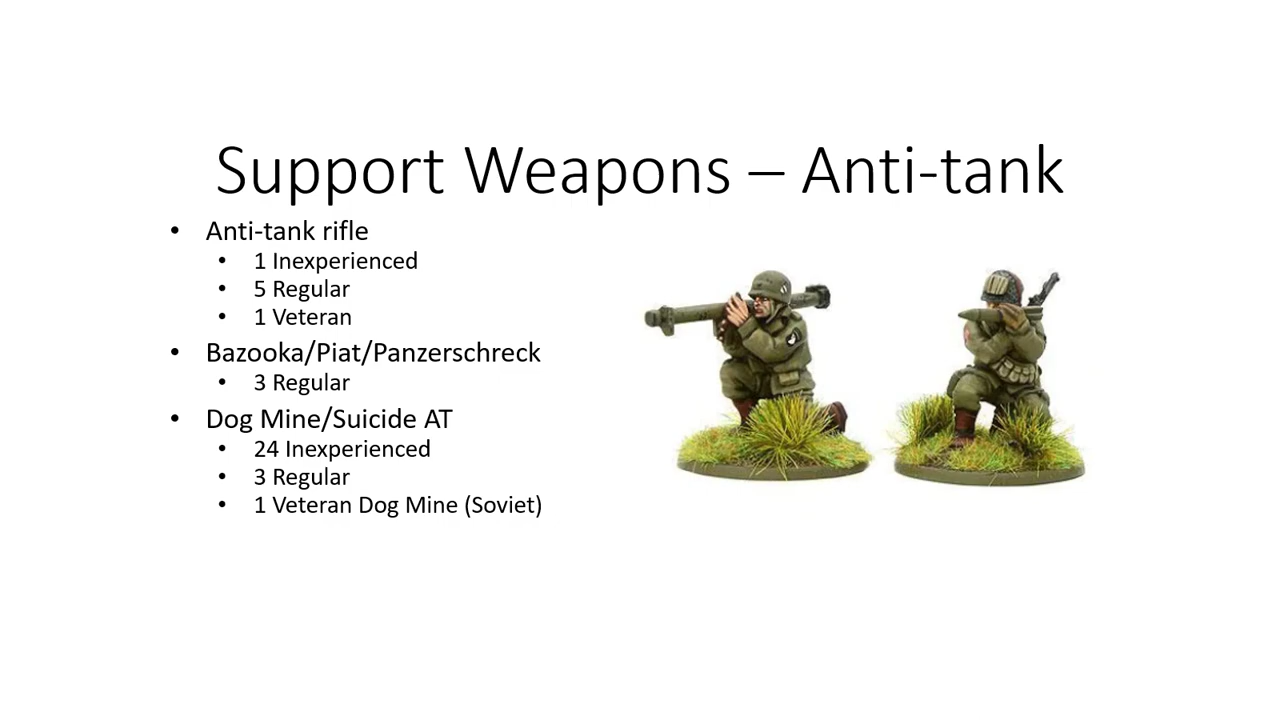 Support Weapons – Anti-tank
• Anti-tank rifle
• 1 Inexperienced
• 5 Regular
• 1 Veteran
• Bazooka/Piat/Panzerschreck
• 3 Regular
• Dog Mine/Suicide AT
• 24 Inexperienced
• 3 Regular
• 1 Veteran Dog Mine (Soviet)